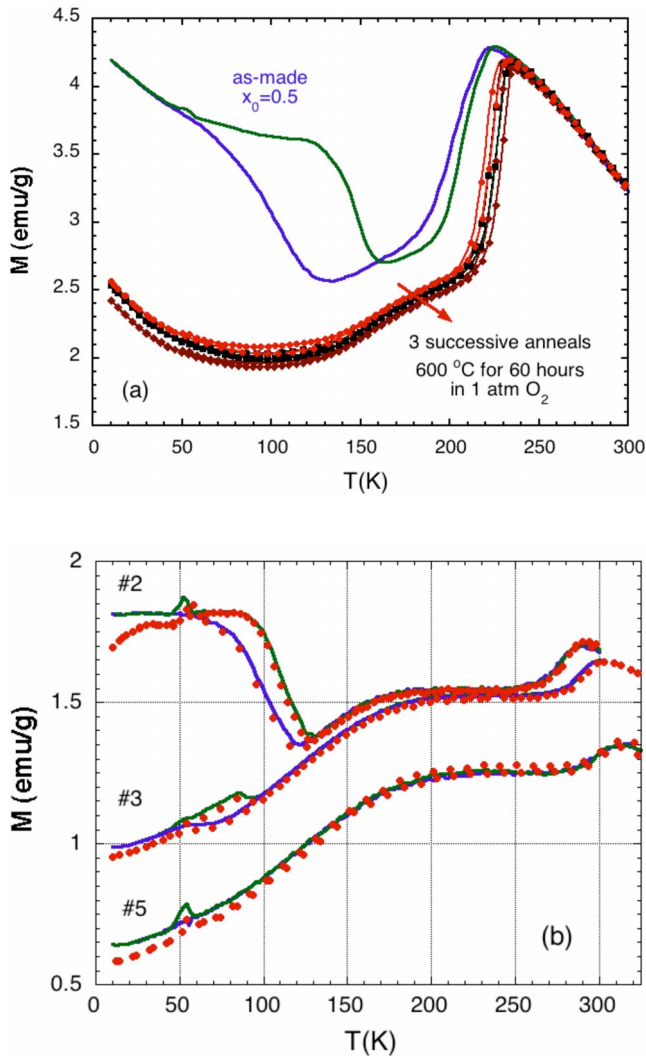 4.5
4
3.5
3
2.5
2
1.5
M (emu/g)
as-made
x0=0.5
3 successive anneals
600 °C for 60 hours
in 1 atm O2
(a)
0 50 100 150 200 250 300
T(K)
2
1.5
1
0.5
M (emu/g)
#2
#3
#5
(b)
0 50 100 150 200 250 300
T(K)